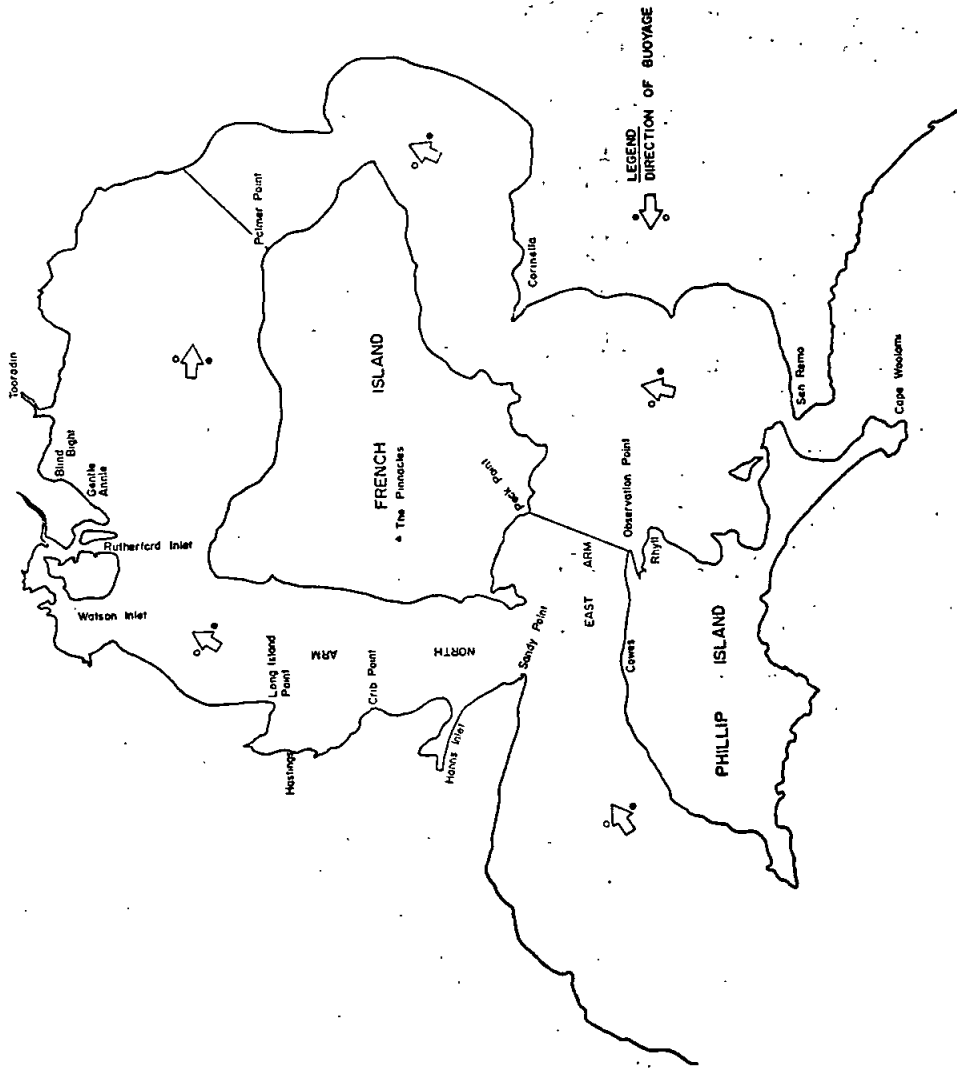 Tooradin
Blind
Bight
Gentle
Annie
Rutherford Inlet
Watson Inlet
Palmer Point
FRENCH ISLAND
The Pinnacles
Long Island
Point
NORTH
ARM
Crib Point
Hastings
Hanns Inlet
Sandy Point
Peck Point
Corinella
EAST
ARM
Observation Point
Rhyll
Cowes
PHILLIP ISLAND
San Remo
Cape Woolamai
LEGEND
DIRECTION OF BUOYAGE